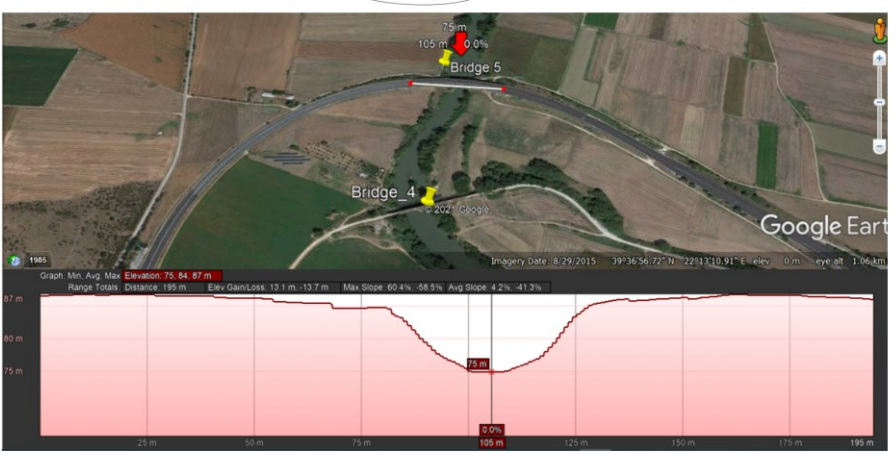 75 m
105 m 0.0%
Bridge 5
Bridge_4
© 2021 Google
Google Eart
1985
Imagery Date: 8/29/2015 39°36'56.72" N 22°13'10.91" E elev 0 m eye alt 1.06 km
Graph: Min, Avg, Max Elevation: 75, 84, 87 m
Range Totals: Distance: 195 m Elev Gain/Loss: 13.1 m, -13.7 m Max Slope: 60.4%, -58.5% Avg Slope: 4.2%, -41.3%
87 m
80 m
75 m
75 m
0.0%
25 m 50 m 75 m 105 m 125 m 150 m 175 m 195 m